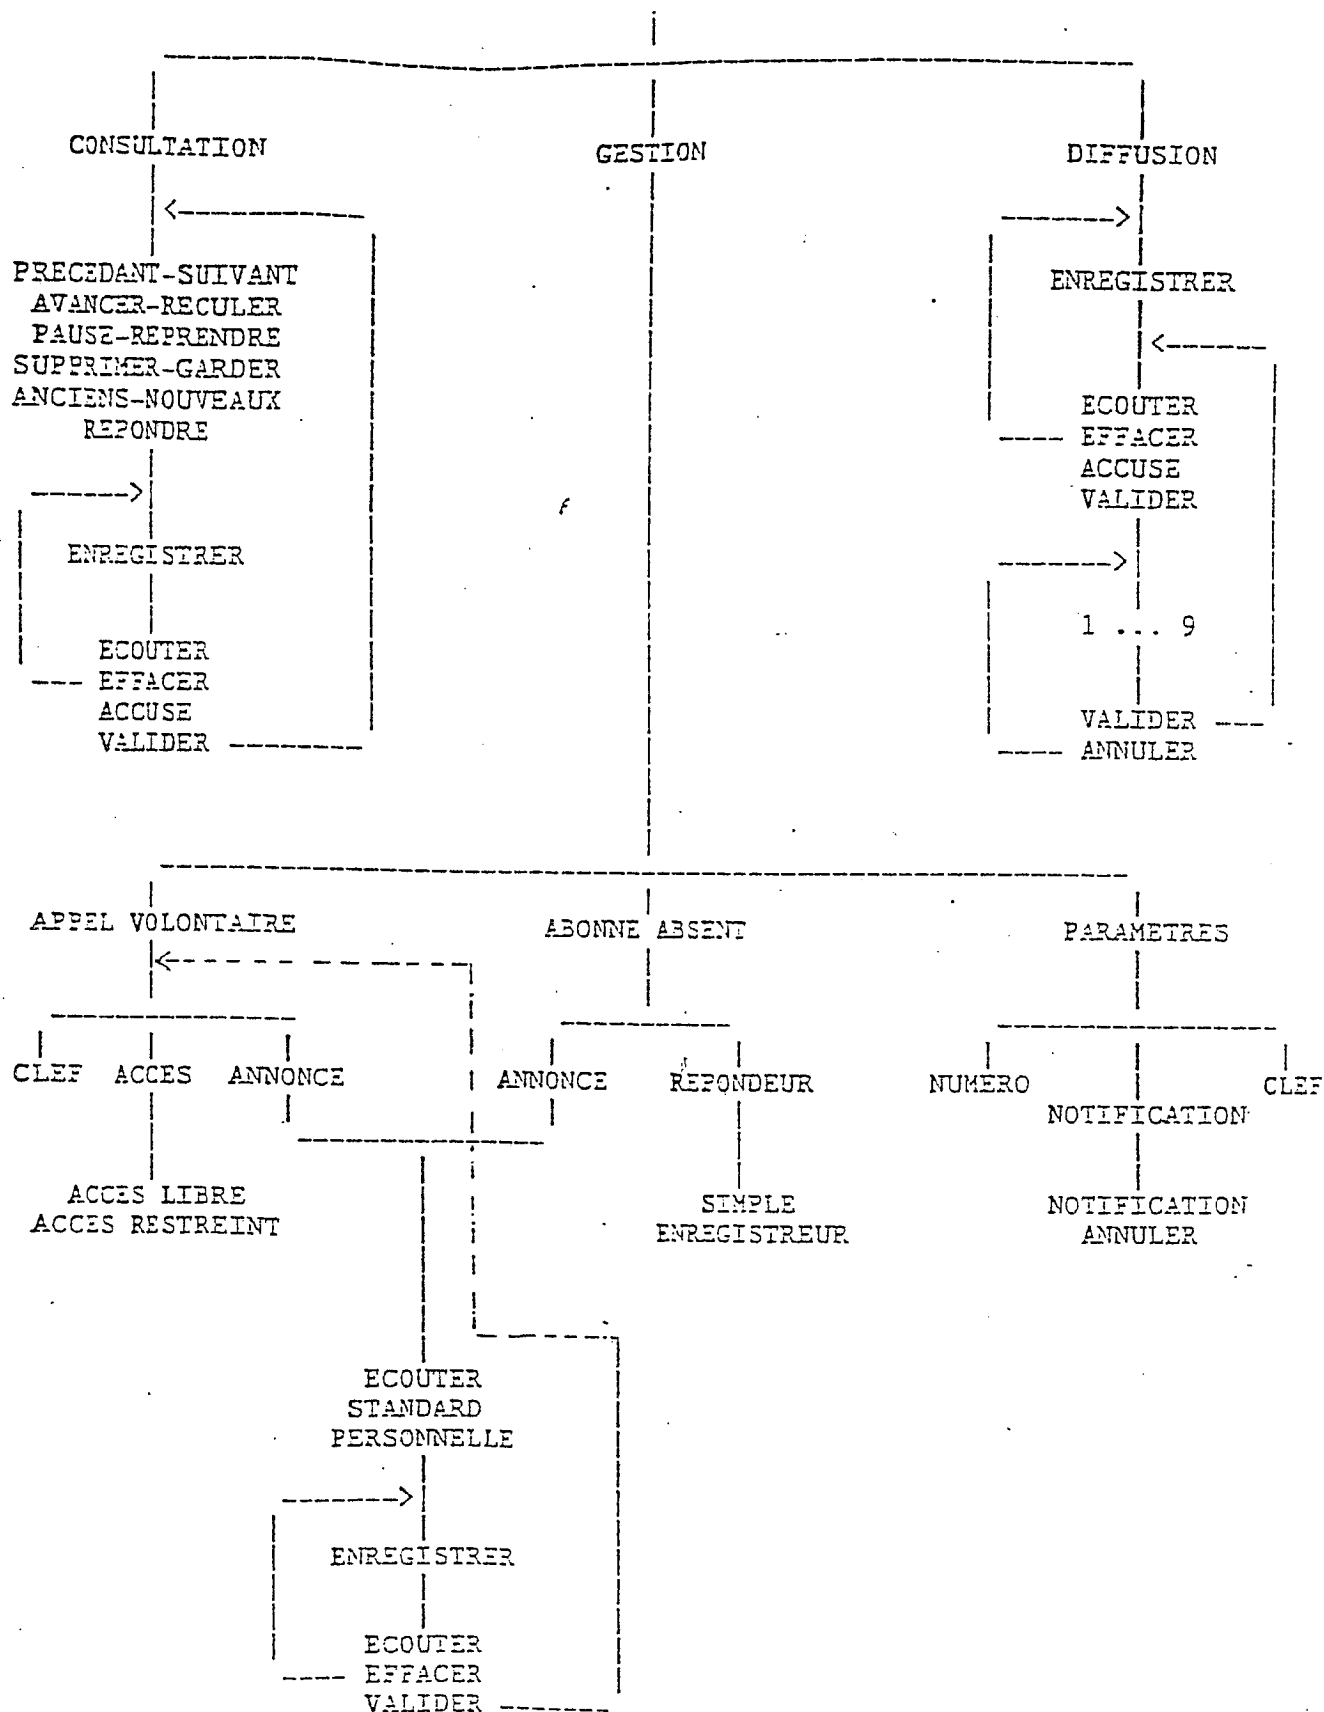 CONSULTATION
GESTION
DIFFUSION
PRECEDANT-SUIVANT
AVANCER-RECULER
PAUSE-REPRENDRE
SUPPRIMER-GARDER
ANCIENS-NOUVEAUX
REPONDRE
ENREGISTRER
ECOUTER
EFFACER
ACCUSE
VALIDER
ENREGISTRER
ECOUTER
EFFACER
ACCUSE
VALIDER
1 ... 9
VALIDER
ANNULER
APPEL VOLONTAIRE
ABONNE ABSENT
PARAMETRES
CLEF
ACCES
ANNONCE
ACCES LIBRE
ACCES RESTREINT
ANNONCE
REPONDEUR
SIMPLE
ENREGISTREUR
NUMERO
NOTIFICATION
CLEF
NOTIFICATION
ANNULER
ECOUTER
STANDARD
PERSONNELLE
ENREGISTRER
ECOUTER
EFFACER
VALIDER